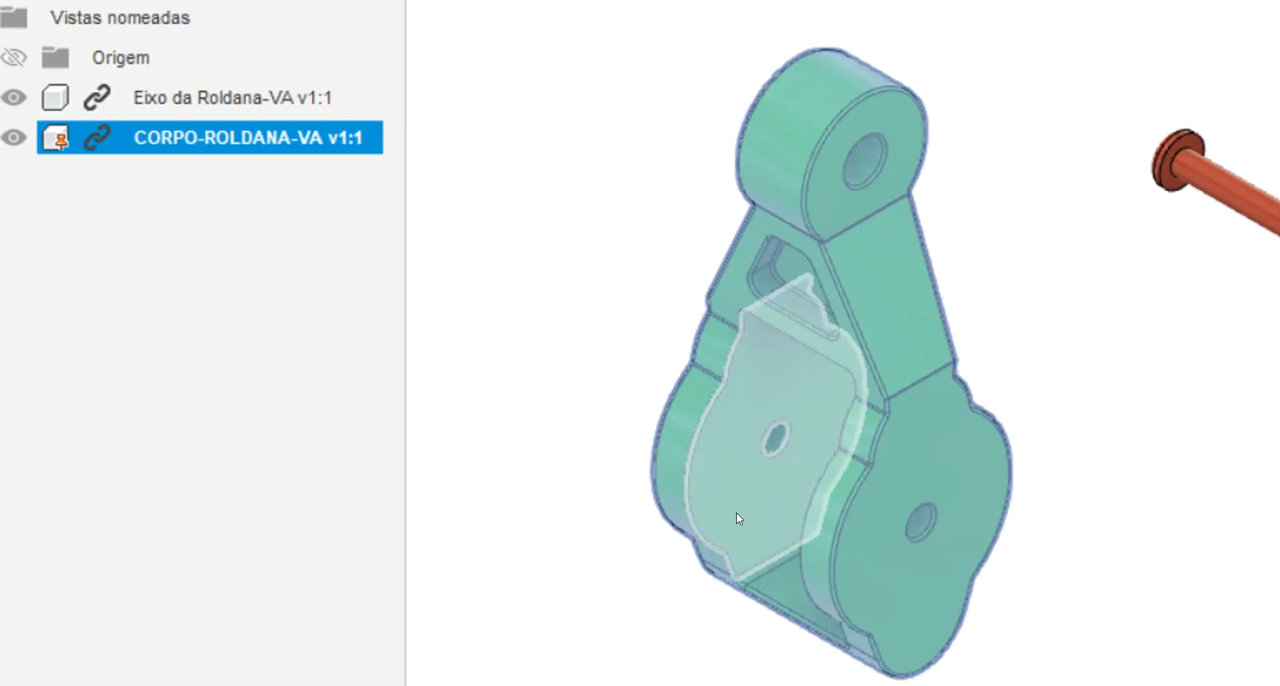 Vistas nomeadas
Origem
Eixo da Roldana-VA v1:1
CORPO-ROLDANA-VA v1:1